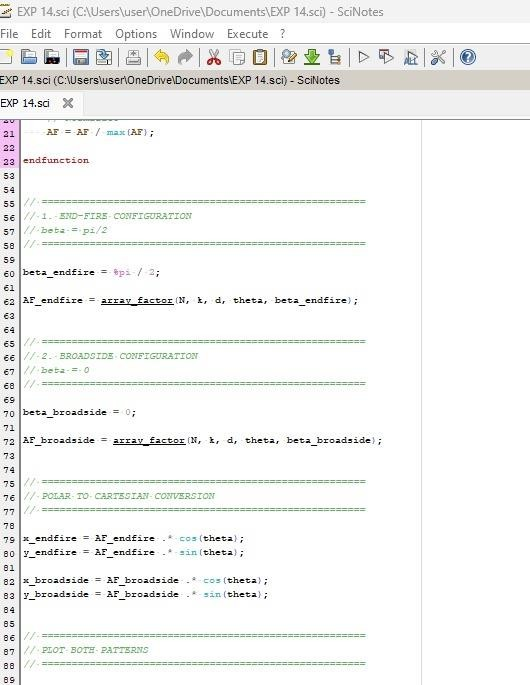 EXP 14.sci (C:\Users\user\OneDrive\Documents\EXP 14.sci) - SciNotes
File Edit Format Options Window Execute ?
EXP 14.sci (C:\Users\user\OneDrive\Documents\EXP 14.sci) - SciNotes
EXP 14.sci
20
21 AF = AF / max(AF);
22
23 endfunction
53
54
55 // =======================================================
56 // 1. END-FIRE CONFIGURATION
57 // beta = pi/2
58 // =======================================================
59
60 beta_endfire = %pi / 2;
61
62 AF_endfire = array_factor(N, k, d, theta, beta_endfire);
63
64
65 // =======================================================
66 // 2. BROADSIDE CONFIGURATION
67 // beta = 0
68 // =======================================================
69
70 beta_broadside = 0;
71
72 AF_broadside = array_factor(N, k, d, theta, beta_broadside);
73
74
75 // =======================================================
76 // POLAR TO CARTESIAN CONVERSION
77 // =======================================================
78
79 x_endfire = AF_endfire .* cos(theta);
80 y_endfire = AF_endfire .* sin(theta);
81
82 x_broadside = AF_broadside .* cos(theta);
83 y_broadside = AF_broadside .* sin(theta);
84
85
86 // =======================================================
87 // PLOT BOTH PATTERNS
88 // =======================================================
89